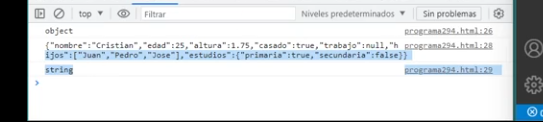 top Filtrar Niveles predeterminados Sin problemas
object programa294.html:26
{"nombre":"Cristian","edad":25,"altura":1.75,"casado":true,"trabajo":null,"h programa294.html:28
ijos":["Juan","Pedro","Jose"],"estudios":{"primaria":true,"secundaria":false}}
string programa294.html:29